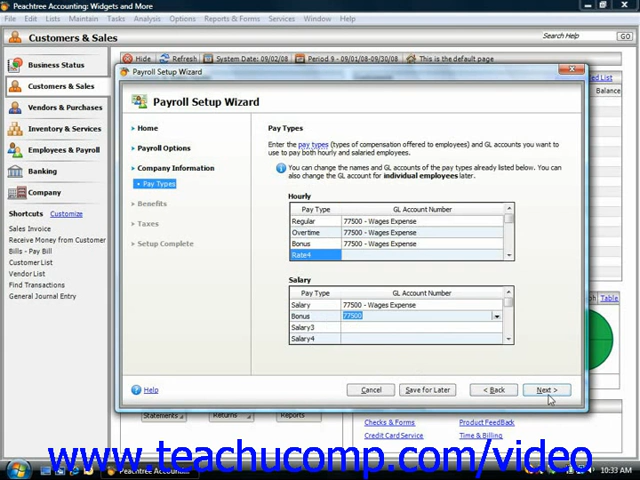 Peachtree Accounting: Widgets and More
File Edit Lists Maintain Tasks Analysis Options Reports & Forms Services Window Help
Customers & Sales
Search Help GO
Business Status
Customers & Sales
Vendors & Purchases
Inventory & Services
Employees & Payroll
Banking
Company
Shortcuts Customize
Sales Invoice
Receive Money from Customer
Bills - Pay Bill
Customer List
Vendor List
Find Transactions
General Journal Entry
Hide Refresh System Date: 09/02/08 Period 9 - 09/01/08-09/30/08 This is the default page
Balance
Table
Payroll Setup Wizard
Payroll Setup Wizard
Home
Payroll Options
Company Information
Pay Types
Benefits
Taxes
Setup Complete
Pay Types
Enter the pay types (types of compensation offered to employees) and GL accounts you want
to use to pay both hourly and salaried employees.
You can change the names and GL accounts of the pay types already listed below. You can
also change the GL account for individual employees later.
Hourly
Pay Type GL Account Number
Regular 77500 - Wages Expense
Overtime 77500 - Wages Expense
Bonus 77500 - Wages Expense
Rate4
Salary
Pay Type GL Account Number
Salary 77500 - Wages Expense
Bonus 77500
Salary3
Salary4
Help
Cancel Save for Later < Back Next >
Statements Returns Reports
Checks & Forms Product Feedback
Credit Card Service Time & Billing
www.teachucomp.com/video
Peachtree Accounti...
10:33 AM